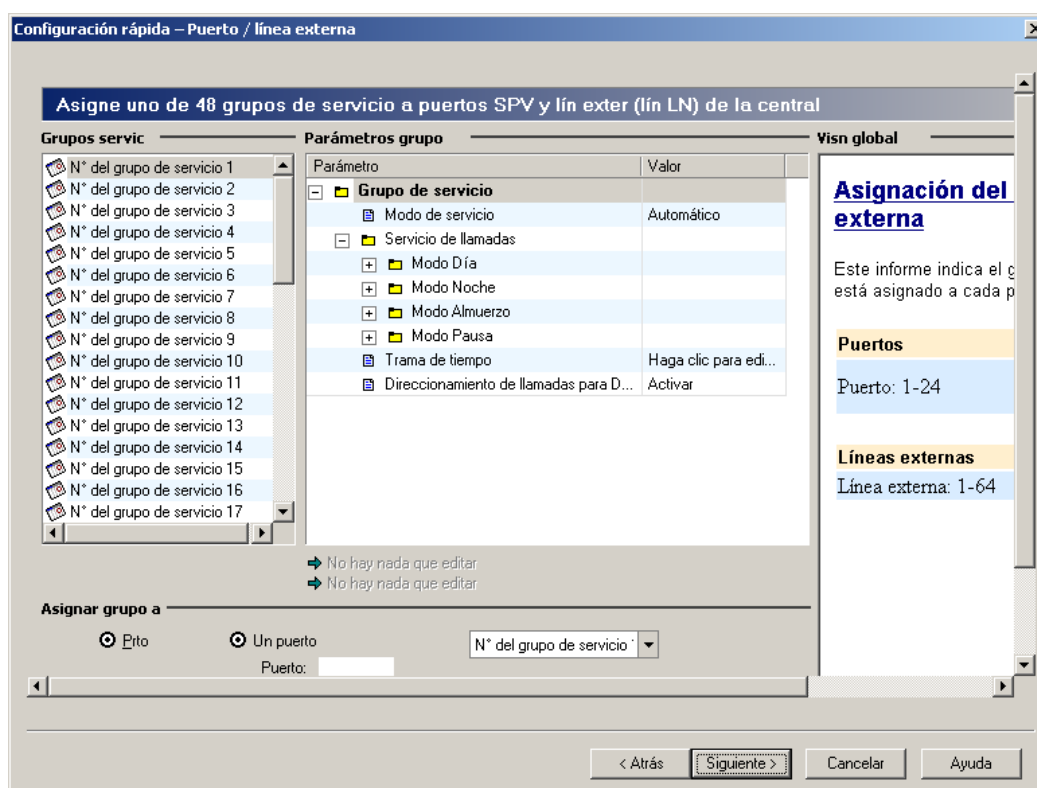 Configuración rápida – Puerto / línea externa
Asigne uno de 48 grupos de servicio a puertos SPV y lín exter (lín LN) de la central
Grupos servic
N° del grupo de servicio 1
N° del grupo de servicio 2
N° del grupo de servicio 3
N° del grupo de servicio 4
N° del grupo de servicio 5
N° del grupo de servicio 6
N° del grupo de servicio 7
N° del grupo de servicio 8
N° del grupo de servicio 9
N° del grupo de servicio 10
N° del grupo de servicio 11
N° del grupo de servicio 12
N° del grupo de servicio 13
N° del grupo de servicio 14
N° del grupo de servicio 15
N° del grupo de servicio 16
N° del grupo de servicio 17
Parámetros grupo
Parámetro Valor
Grupo de servicio
Modo de servicio Automático
Servicio de llamadas
Modo Día
Modo Noche
Modo Almuerzo
Modo Pausa
Trama de tiempo Haga clic para edi...
Direccionamiento de llamadas para D... Activar
No hay nada que editar
No hay nada que editar
Visn global
Asignación del
externa
Este informe indica el g
está asignado a cada p
Puertos
Puerto: 1-24
Líneas externas
Línea externa: 1-64
Asignar grupo a
Prto Un puerto N° del grupo de servicio
Puerto:
< Atrás Siguiente > Cancelar Ayuda